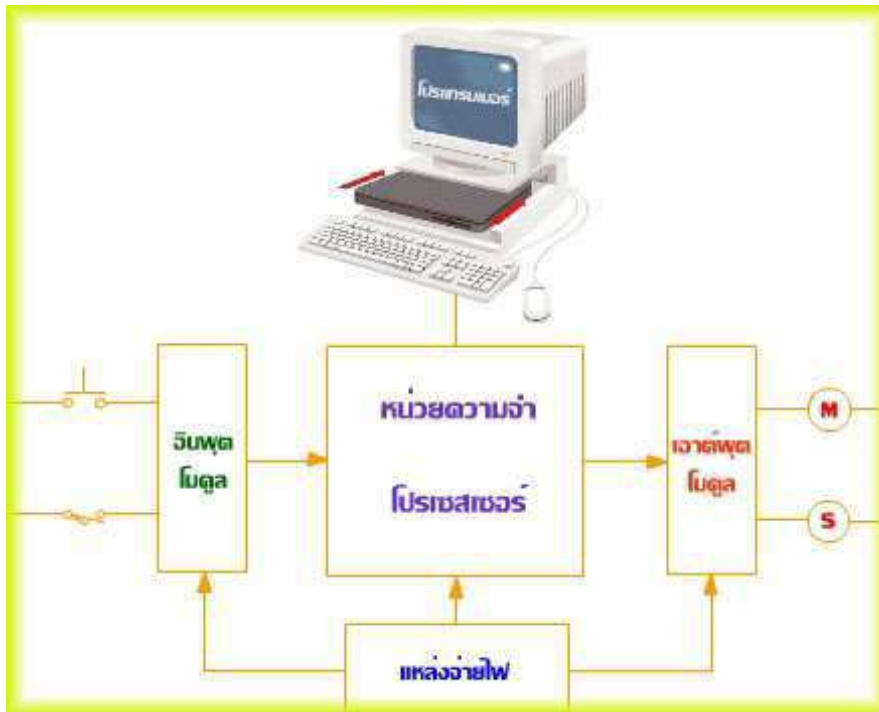 โปรแกรมเมอร์
หน่วยความจำ
โปรเซสเซอร์
อินพุต
โมดูล
เอาต์พุต
โมดูล
M
S
แหล่งจ่ายไฟ